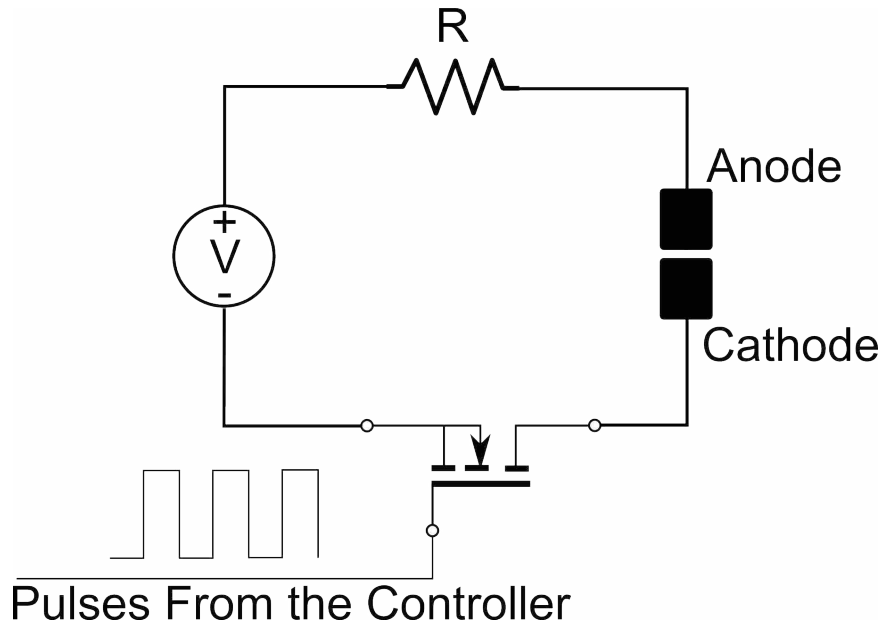 R
Anode
+
V
-
Cathode
Pulses From the Controller